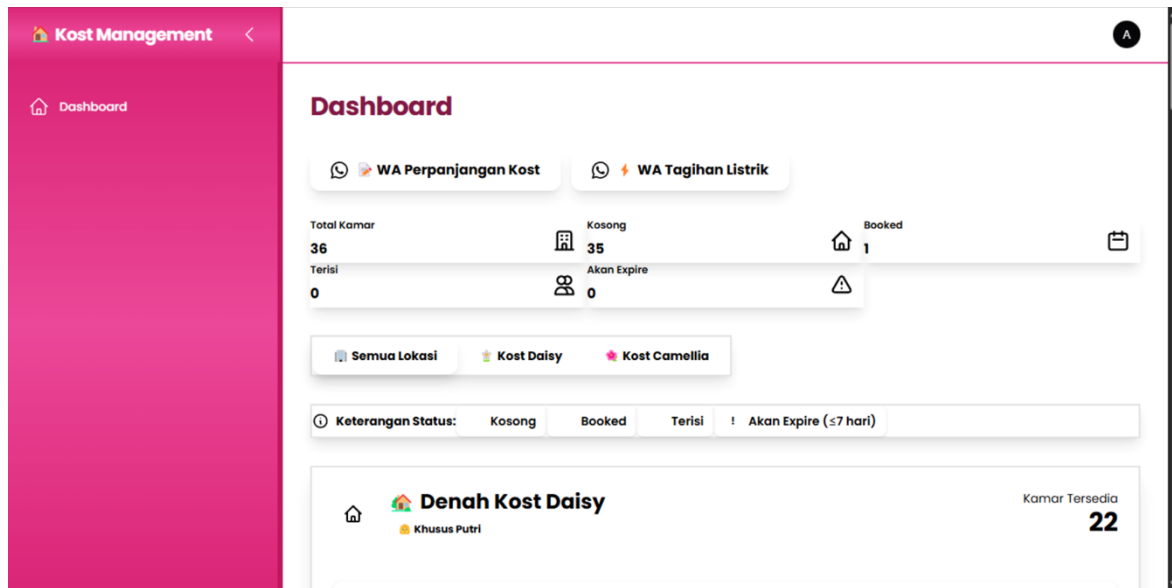 Kost Management
A
Dashboard
Dashboard
WA Perpanjangan Kost
WA Tagihan Listrik
Total Kamar
36
Kosong
35
Booked
1
Terisi
0
Akan Expire
0
Semua Lokasi
Kost Daisy
Kost Camellia
Keterangan Status: Kosong Booked Terisi ! Akan Expire (≤7 hari)
Denah Kost Daisy
Khusus Putri
Kamar Tersedia
22